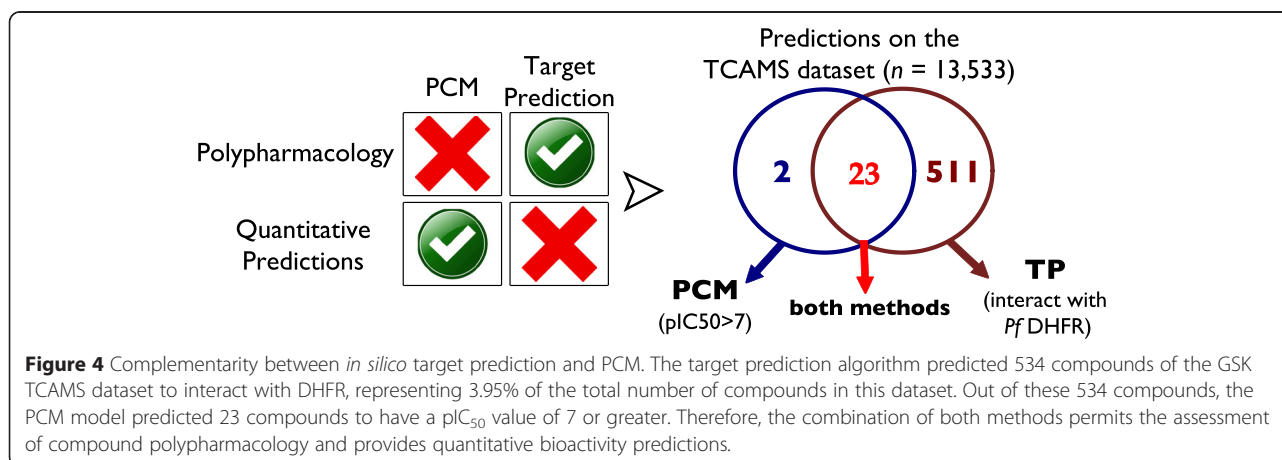 PCM
Target
Prediction
Polypharmacology
Quantitative
Predictions
Predictions on the
TCAMS dataset (n = 13,533)
2
23
511
PCM
(pIC50>7)
both methods
TP
(interact with
Pf DHFR)
Figure 4 Complementarity between in silico target prediction and PCM. The target prediction algorithm predicted 534 compounds of the GSK
TCAMS dataset to interact with DHFR, representing 3.95% of the total number of compounds in this dataset. Out of these 534 compounds, the
PCM model predicted 23 compounds to have a pIC50 value of 7 or greater. Therefore, the combination of both methods permits the assessment
of compound polypharmacology and provides quantitative bioactivity predictions.